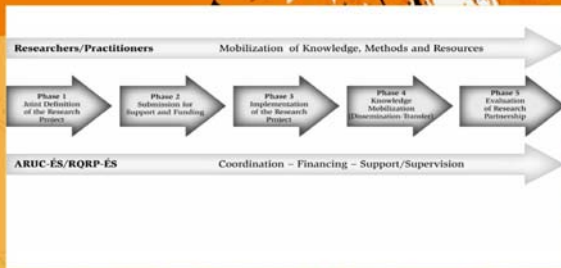 Researchers/Practitioners Mobilization of Knowledge, Methods and Resources
Phase 1
Joint Definition
of the Research
Project
Phase 2
Submission for
Support and Funding
Phase 3
Implementation
of the Research
Project
Phase 4
Knowledge
Mobilization
(Dissemination-Transfer)
Phase 5
Evaluation
of Research
Partnership
ARUC-ÉS/RQRP-ÉS Coordination – Financing – Support/Supervision